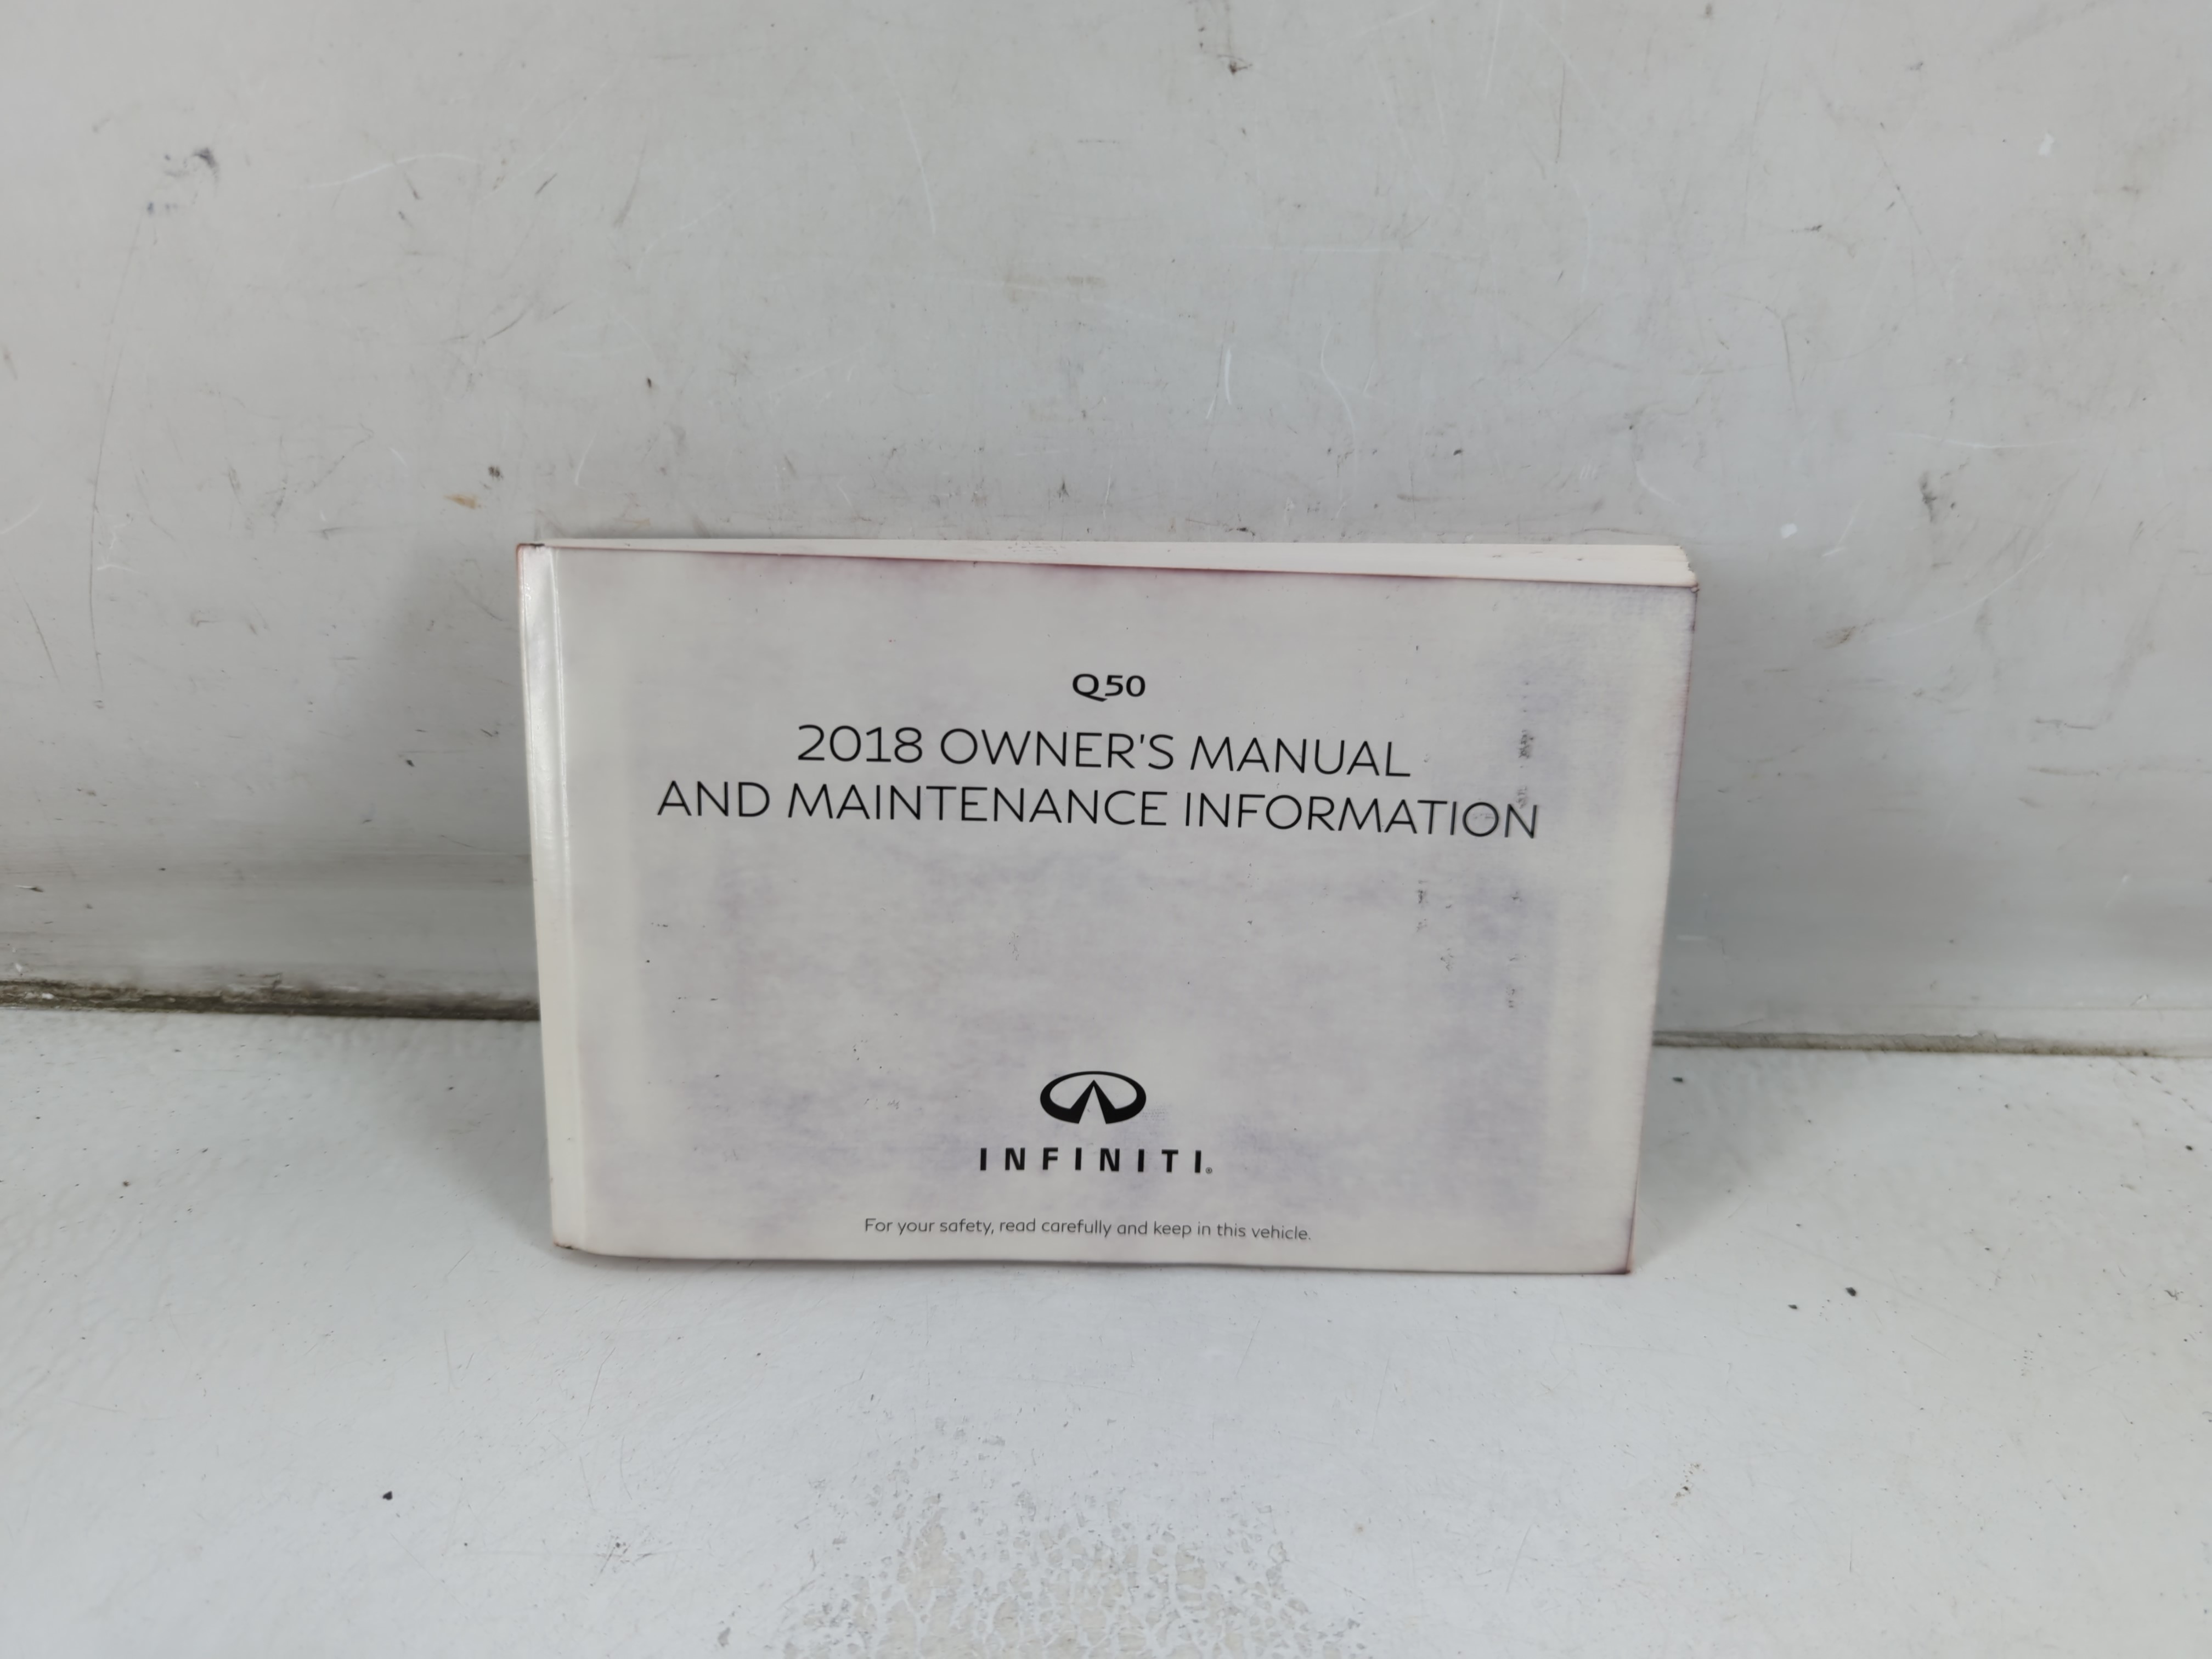 Q50
2018 OWNER'S MANUAL
AND MAINTENANCE INFORMATION
INFINITI®
For your safety, read carefully and keep in this vehicle.